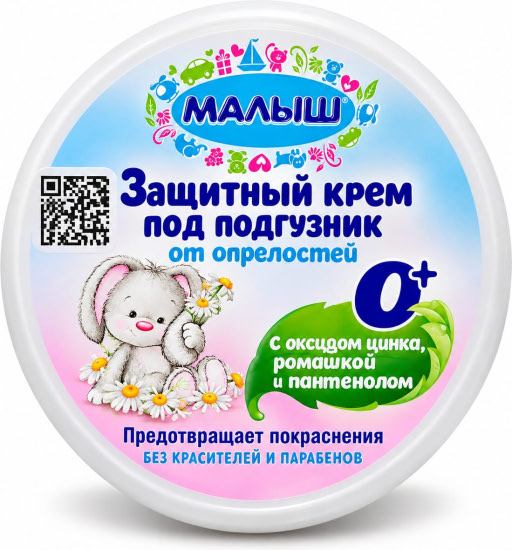 МАЛЫШ®
Защитный крем
под подгузник
от опрелостей
0+
С оксидом цинка,
ромашкой
и пантенолом
Предотвращает покраснения
БЕЗ КРАСИТЕЛЕЙ И ПАРАБЕНОВ